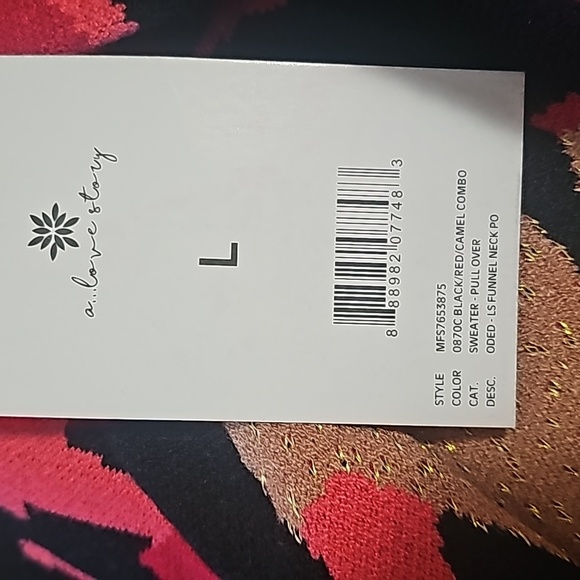 a...love story
L
8 88982 07748 3
STYLE MFS7653875
COLOR 0870C BLACK/RED/CAMEL COMBO
CAT. SWEATER - PULL OVER
DESC. ODED - LS FUNNEL NECK PO